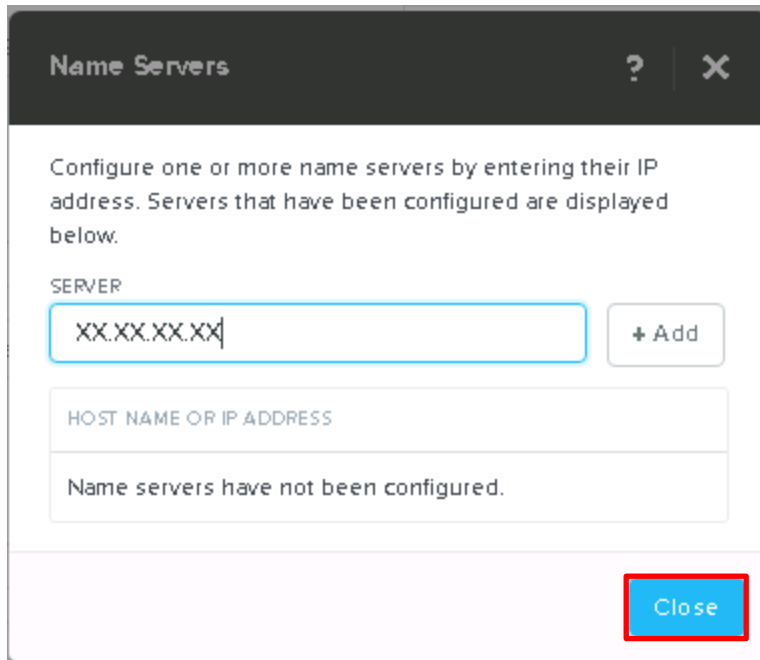 Name Servers
?
Configure one or more name servers by entering their IP
address. Servers that have been configured are displayed
below.
SERVER
XX.XX.XX.XX
+ Add
HOST NAME OR IP ADDRESS
Name servers have not been configured.
Close